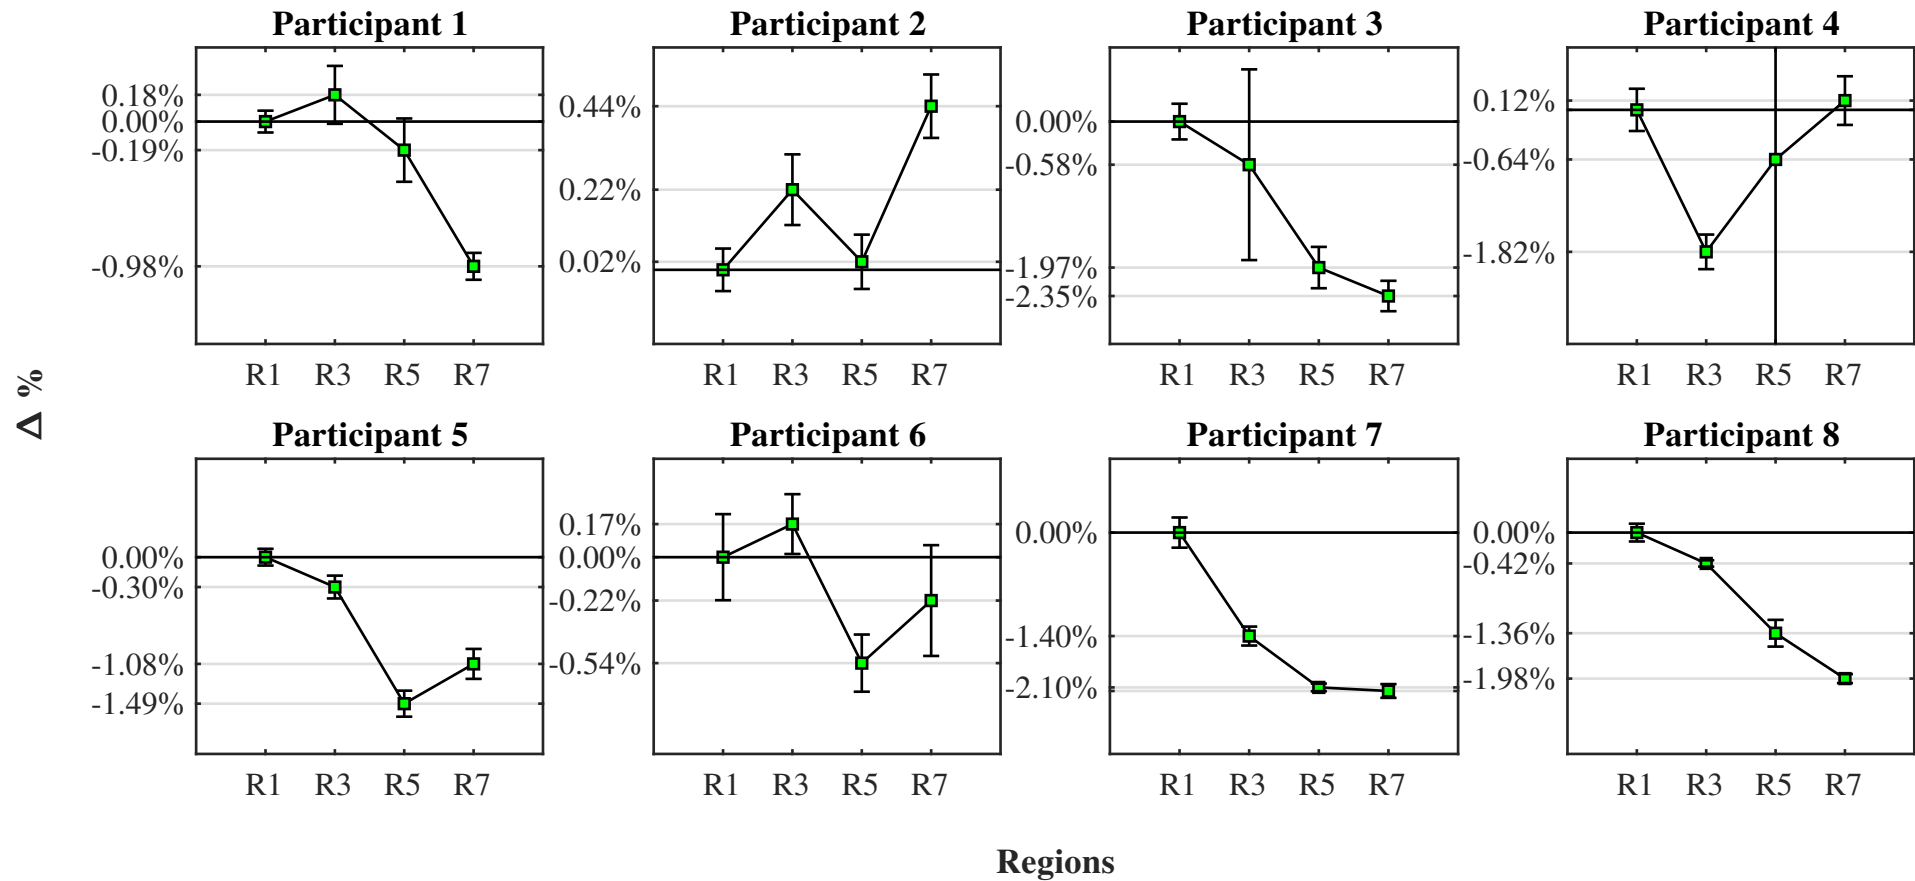 Participant 1
0.18%
0.00%
-0.19%
-0.98%
R1 R3 R5 R7
Participant 2
0.44%
0.22%
0.02%
R1 R3 R5 R7
Participant 3
0.00%
-0.58%
-1.97%
-2.35%
R1 R3 R5 R7
Participant 4
0.12%
-0.64%
-1.82%
R1 R3 R5 R7
Δ %
Participant 5
0.00%
-0.30%
-1.08%
-1.49%
R1 R3 R5 R7
Participant 6
0.17%
0.00%
-0.22%
-0.54%
R1 R3 R5 R7
Participant 7
0.00%
-1.40%
-2.10%
R1 R3 R5 R7
Participant 8
0.00%
-0.42%
-1.36%
-1.98%
R1 R3 R5 R7
Regions